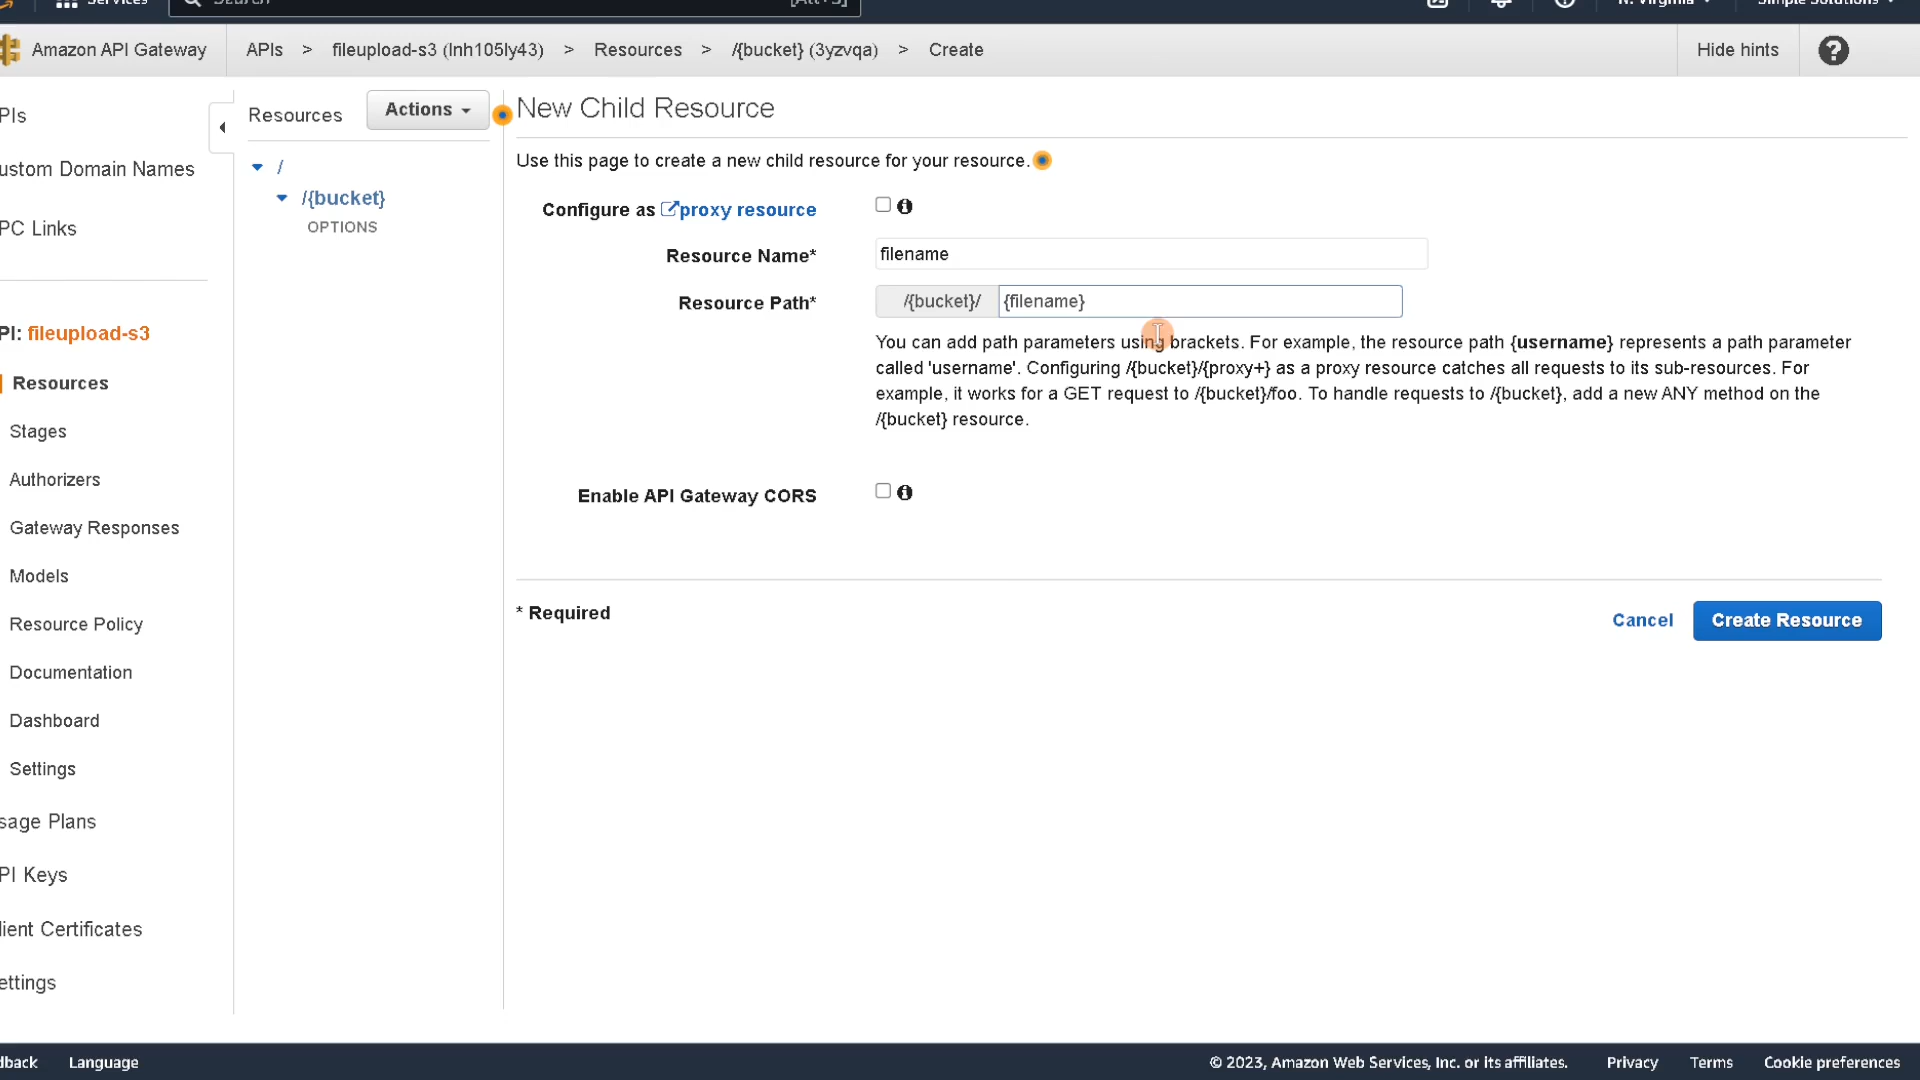 Services
Search
[Alt+S]
N. Virginia
Simple Solutions
Amazon API Gateway
APIs > fileupload-s3 (lnh105ly43) > Resources > /{bucket} (3yzvqa) > Create
Hide hints
PIs
ustom Domain Names
PC Links
PI: fileupload-s3
Resources
Stages
Authorizers
Gateway Responses
Models
Resource Policy
Documentation
Dashboard
Settings
sage Plans
PI Keys
lient Certificates
ettings
Resources
Actions
/
/{bucket}
OPTIONS
New Child Resource
Use this page to create a new child resource for your resource.
Configure as proxy resource
Resource Name* filename
Resource Path* /{bucket}/ {filename}
You can add path parameters using brackets. For example, the resource path {username} represents a path parameter
called 'username'. Configuring /{bucket}/{proxy+} as a proxy resource catches all requests to its sub-resources. For
example, it works for a GET request to /{bucket}/foo. To handle requests to /{bucket}, add a new ANY method on the
/{bucket} resource.
Enable API Gateway CORS
* Required
Cancel
Create Resource
dback
Language
© 2023, Amazon Web Services, Inc. or its affiliates.
Privacy
Terms
Cookie preferences